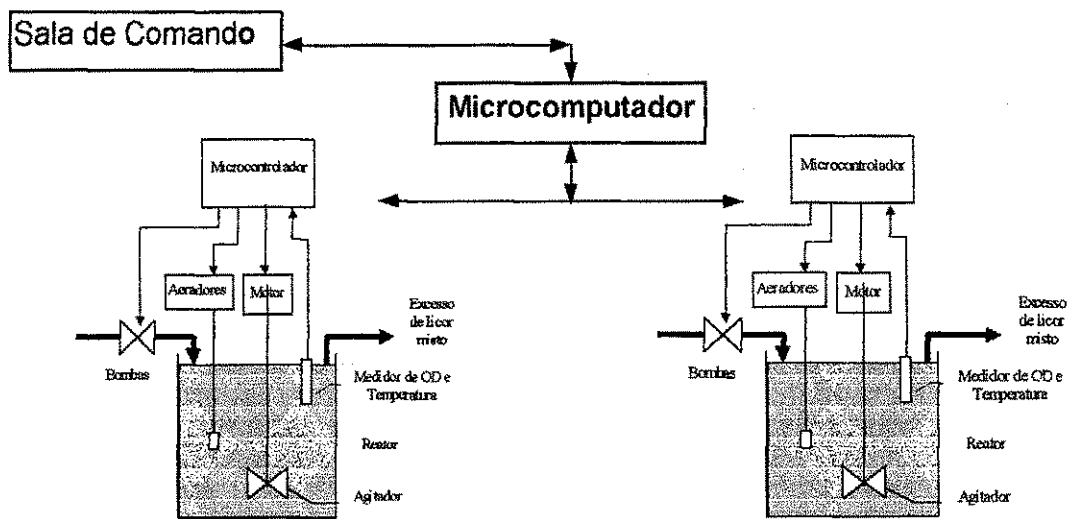 Sala de Comando
Microcomputador
Microcontrolador
Aeradores
Motor
Excesso
de licor
misto
Bombas
Medidor de OD e
Temperatura
Reator
Agitador
Microcontrolador
Aeradores
Motor
Excesso
de licor
misto
Bombas
Medidor de OD e
Temperatura
Reator
Agitador